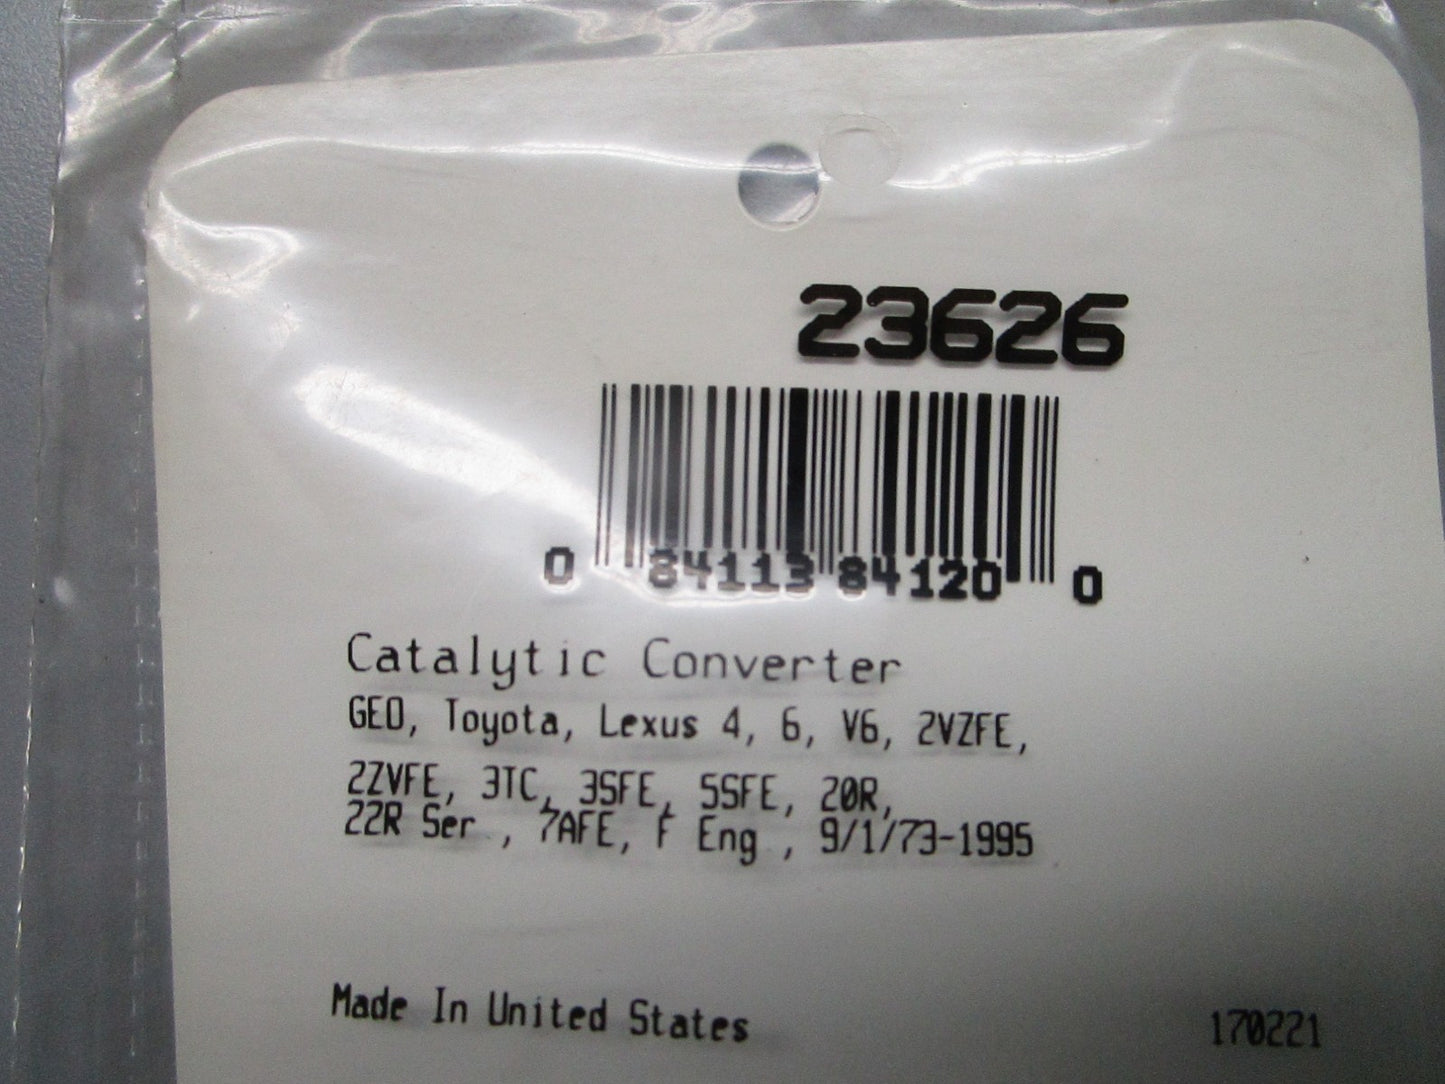 23626
0 84113 84120 0
Catalytic Converter
GEO, Toyota, Lexus 4, 6, V6, 2VZFE,
2ZVFE, 3TC, 3SFE, 5SFE, 20R,
22R Ser , 7AFE, F Eng , 9/1/73-1995
Made In United States
170221